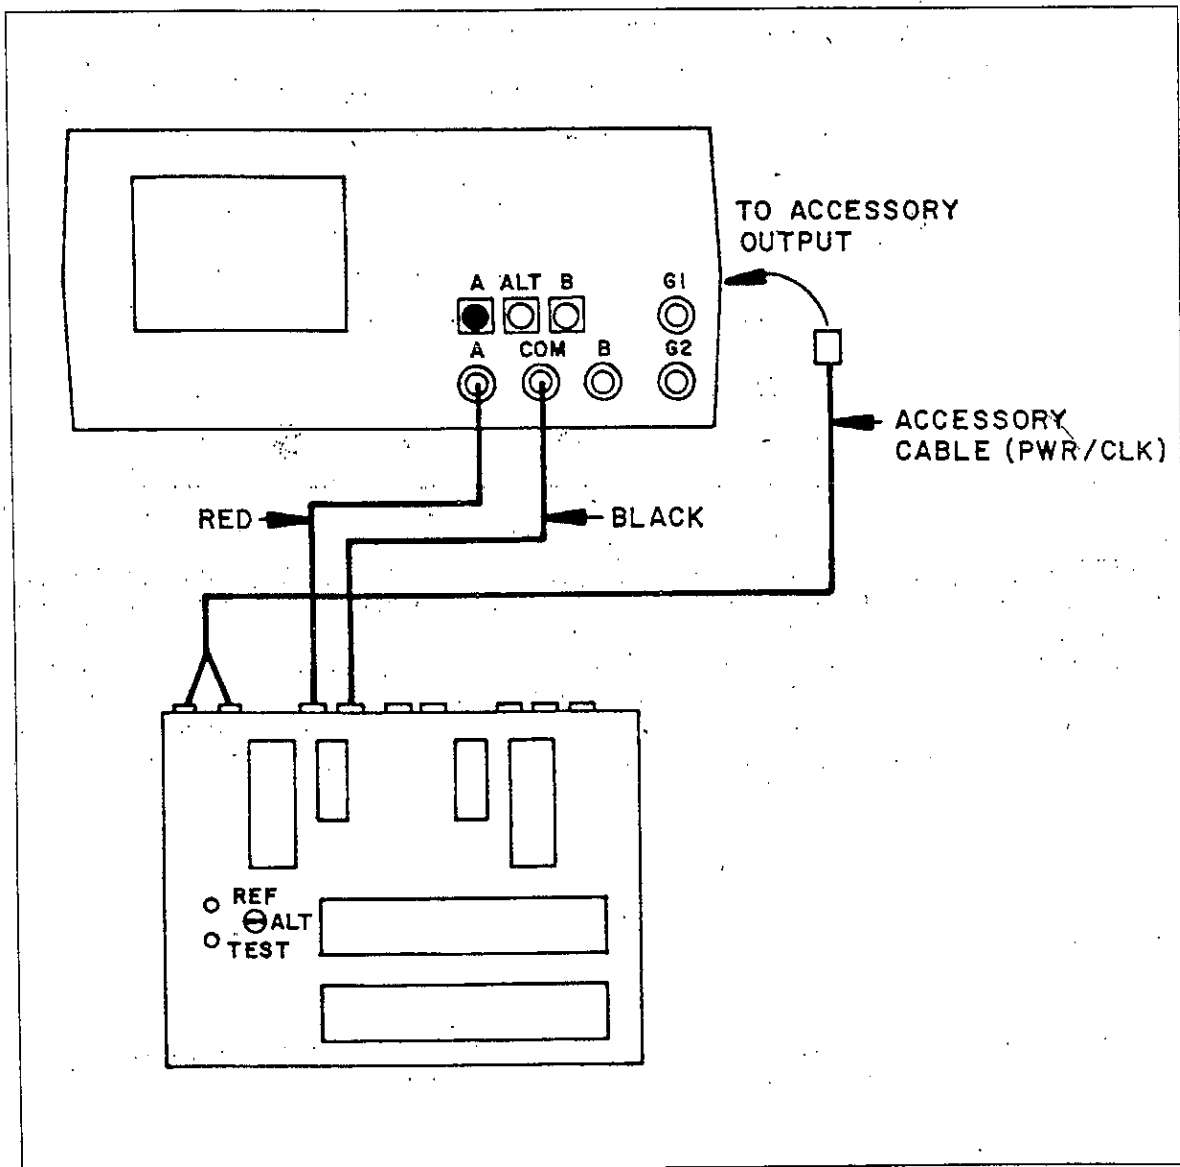 TO ACCESSORY
OUTPUT
A ALT B
G1
A COM B G2
ACCESSORY
CABLE (PWR/CLK)
RED
BLACK
REF
ALT
TEST